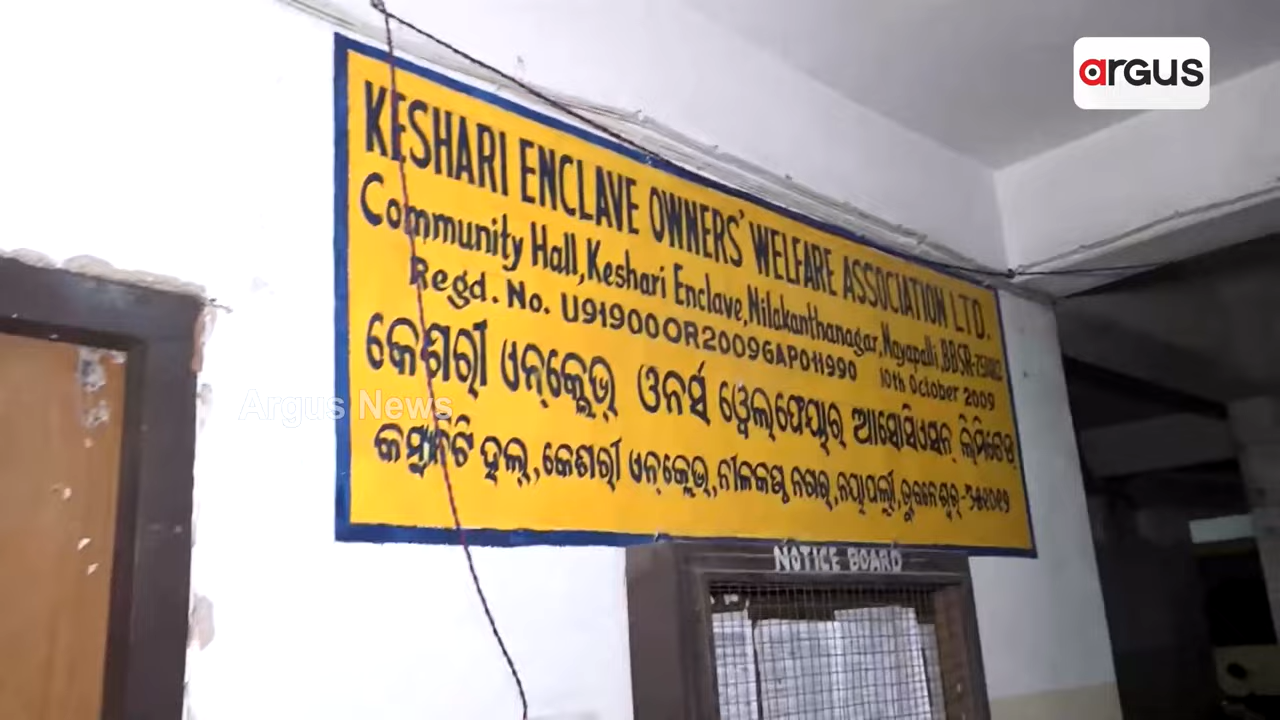 argus
KESHARI ENCLAVE OWNERS' WELFARE ASSOCIATION LTD.
Community Hall, Keshari Enclave, Nilakanthanagar, Nayapalli, BBSR-751012
Regd. No. U91900OR2009GAP011990 10th October 2009
କେଶରୀ ଏନ୍‌କ୍ଲେଭ୍ ଓନର୍ସ ୱେଲ୍‌ଫେୟାର୍ ଆସୋସିଏସନ୍ ଲିମିଟେଡ୍
କମ୍ୟୁନିଟି ହଲ୍, କେଶରୀ ଏନ୍‌କ୍ଲେଭ୍, ନୀଳକଣ୍ଠ ନଗର୍, ନୟାପଲ୍ଲୀ, ଭୁବନେଶ୍ୱର-୭୫୧୦୧୨
Argus News
NOTICE BOARD